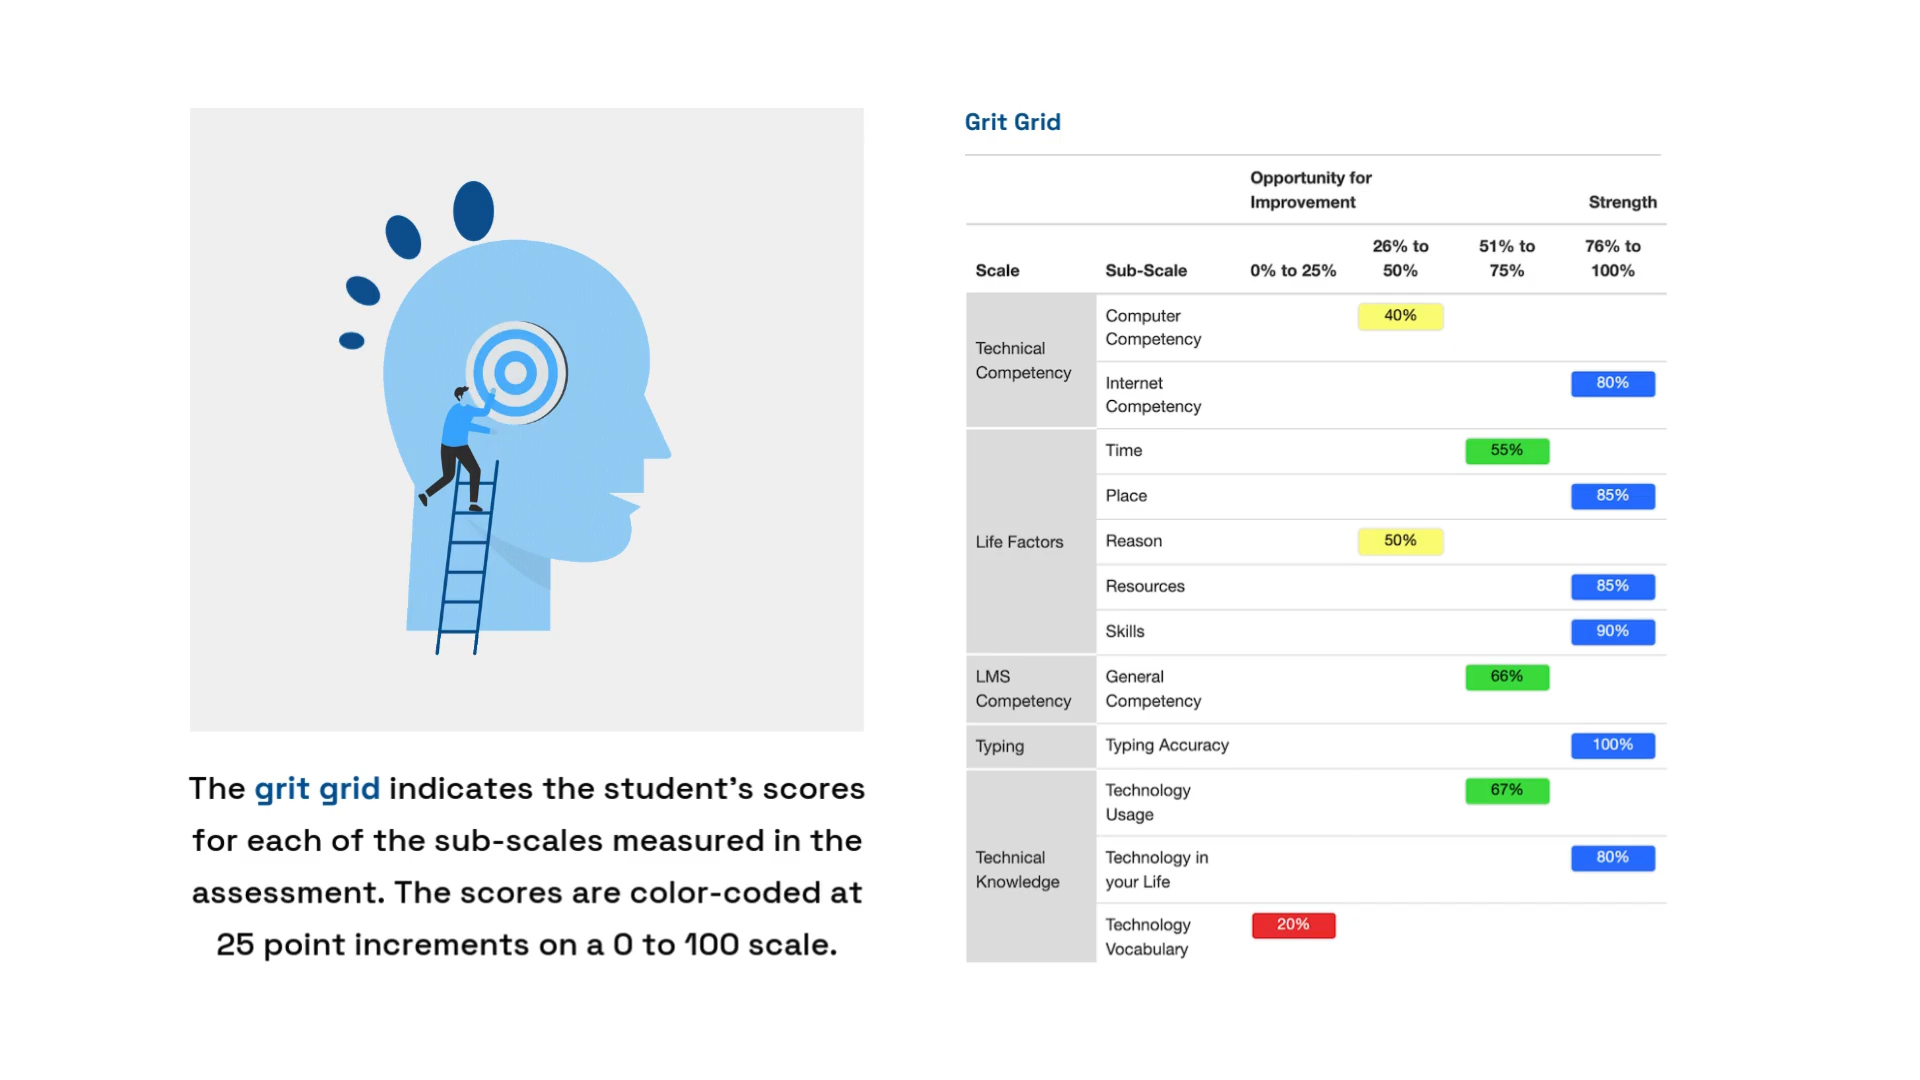 The grit grid indicates the student's scores
for each of the sub-scales measured in the
assessment. The scores are color-coded at
25 point increments on a 0 to 100 scale.
Grit Grid
Opportunity for
Improvement
Strength
Scale
Sub-Scale
0% to 25%
26% to
50%
51% to
75%
76% to
100%
Technical
Competency
Computer
Competency
40%
Internet
Competency
80%
Life Factors
Time
55%
Place
85%
Reason
50%
Resources
85%
Skills
90%
LMS
Competency
General
Competency
66%
Typing
Typing Accuracy
100%
Technical
Knowledge
Technology
Usage
67%
Technology in
your Life
80%
Technology
Vocabulary
20%